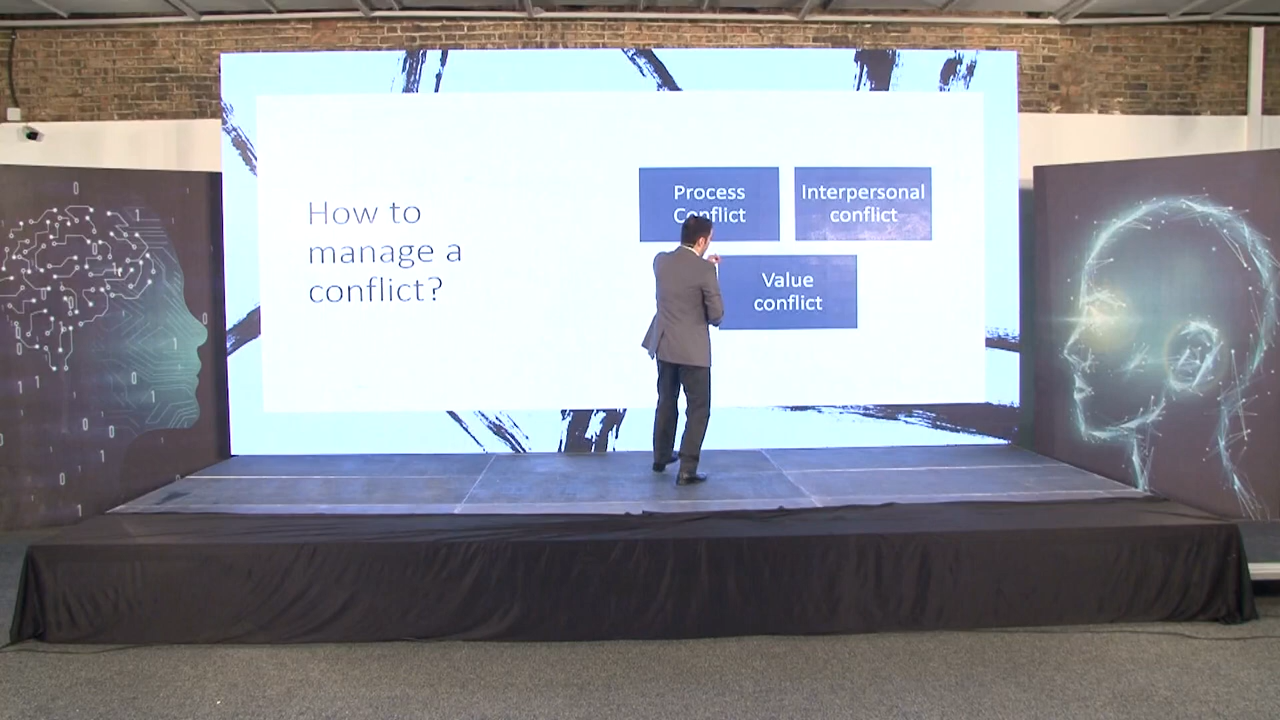 How to
manage a
conflict?
Process
Conflict
Interpersonal
conflict
Value
conflict